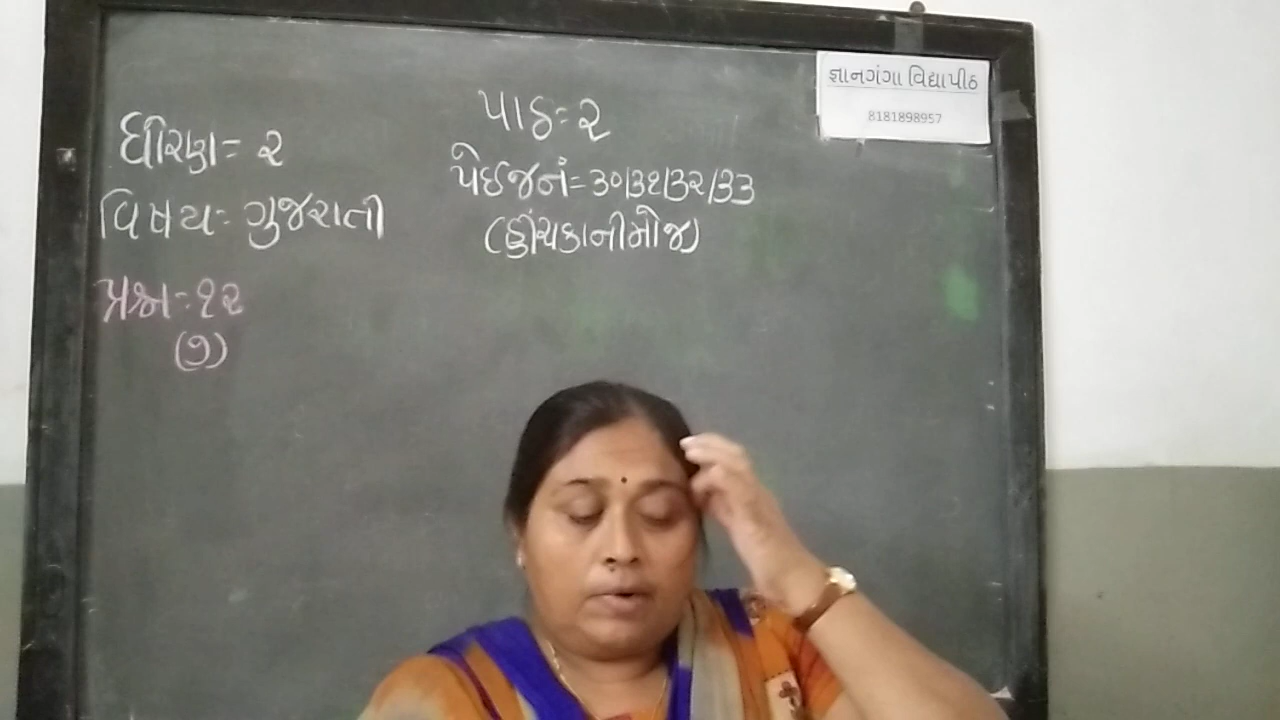 ધોરણ = ૨
વિષય = ગુજરાતી
પ્રશ્ન = ૧૨
(૭)
પાઠ = ૨
પેઈજનં = ૩૦/૩૧/૩૨/૩૩
(હીંચકાનીમોજ)
જ્ઞાનગંગા વિદ્યાપીઠ
8181898957